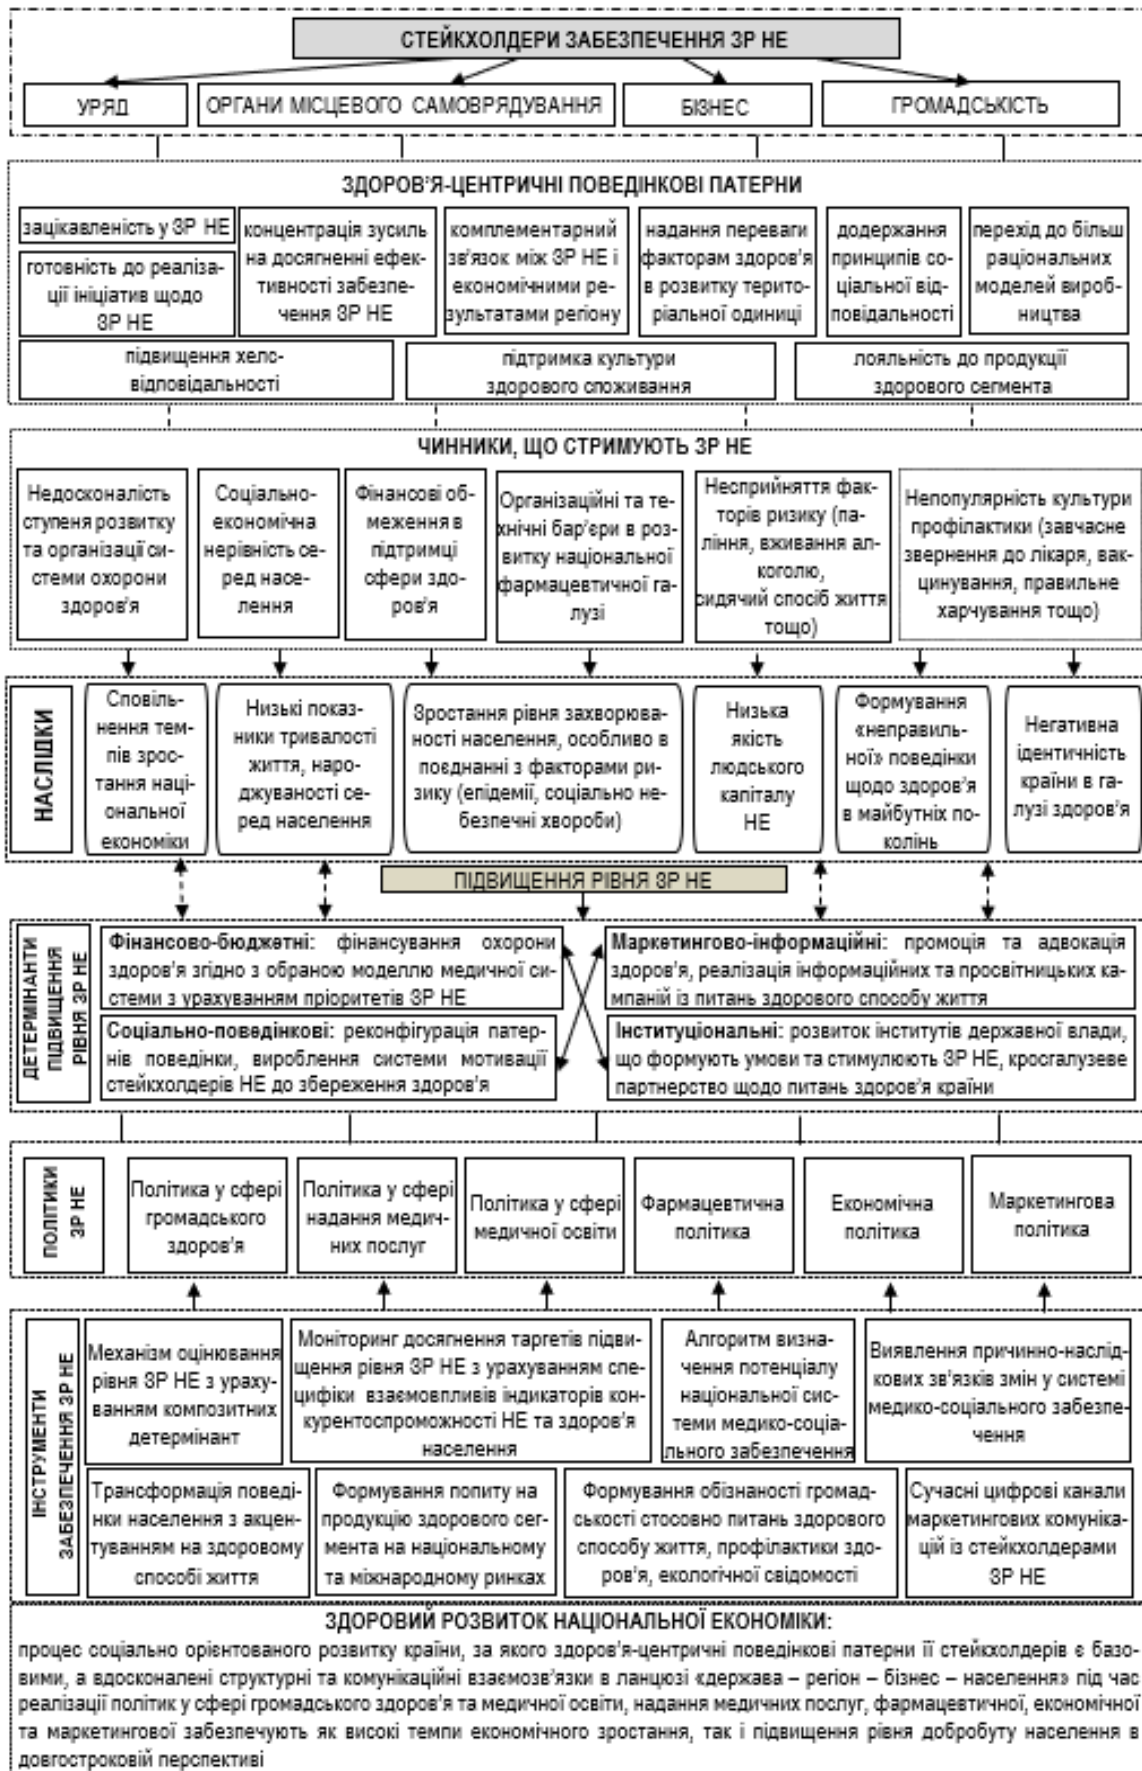 СТЕЙКХОЛДЕРИ ЗАБЕЗПЕЧЕННЯ ЗР НЕ
УРЯД
ОРГАНИ МІСЦЕВОГО САМОВРЯДУВАННЯ
БІЗНЕС
ГРОМАДСЬКІСТЬ
ЗДОРОВ'Я-ЦЕНТРИЧНІ ПОВЕДІНКОВІ ПАТЕРНИ
зацікавленість у ЗР НЕ
готовність до реаліза-
ції ініціатив щодо
ЗР НЕ
концентрація зусиль
на досягненні ефек-
тивності забезпе-
чення ЗР НЕ
комплементарний
зв'язок між ЗР НЕ і
економічними ре-
зультатами регіону
надання переваги
факторам здоров'я
в розвитку терито-
ріальної одиниці
додержання
принципів со-
ціальної від-
повідальності
перехід до більш
раціональних
моделей вироб-
ництва
підвищення хелс-
відповідальності
підтримка культури
здорового споживання
лояльність до продукції
здорового сегмента
ЧИННИКИ, ЩО СТРИМУЮТЬ ЗР НЕ
Недосконалість
ступеня розвитку
та організації си-
стеми охорони
здоров'я
Соціально-
економічна
нерівність се-
ред насе-
лення
Фінансові об-
меження в
підтримці
сфери здо-
ров'я
Організаційні та те-
хнічні бар'єри в роз-
витку національної
фармацевтичної га-
лузі
Несприйняття фак-
торів ризику (па-
ління, вживання ал-
коголю,
сидячий спосіб життя
тощо)
Непопулярність культури
профілактики (завчасне
звернення до лікаря, вак-
цинування, правильне
харчування тощо)
НАСЛІДКИ
Сповіль-
нення тем-
пів зрос-
тання наці-
ональної
економіки
Низькі показ-
ники тривалості
життя, наро-
джуваності се-
ред населення
Зростання рівня захворюва-
ності населення, особливо в
поєднанні з факторами ри-
зику (епідемії, соціально не-
безпечні хвороби)
Низька
якість
людського
капіталу
НЕ
Формування
«неправиль-
ної» поведінки
щодо здоров'я
в майбутніх по-
колінь
Негативна
ідентичність
країни в га-
лузі здоров'я
ПІДВИЩЕННЯ РІВНЯ ЗР НЕ
ДЕТЕРМІНАНТИ
ПІДВИЩЕННЯ
РІВНЯ ЗР НЕ
Фінансово-бюджетні: фінансування охорони
здоров'я згідно з обраною моделлю медичної си-
стеми з урахуванням пріоритетів ЗР НЕ
Маркетингово-інформаційні: промоція та адвокація
здоров'я, реалізація інформаційних та просвітницьких ка-
мпаній із питань здорового способу життя
Соціально-поведінкові: реконфігурація патер-
нів поведінки, вироблення системи мотивації
стейкхолдерів НЕ до збереження здоров'я
Інституціональні: розвиток інститутів державної влади,
що формують умови та стимулюють ЗР НЕ, кросгалузеве
партнерство щодо питань здоров'я країни
ПОЛІТИКИ
ЗР НЕ
Політика у сфері
громадського
здоров'я
Політика у сфері
надання медич-
них послуг
Політика у сфері
медичної освіти
Фармацевтична
політика
Економічна
політика
Маркетингова
політика
ІНСТРУМЕНТИ
ЗАБЕЗПЕЧЕННЯ ЗР НЕ
Механізм оцінювання
рівня ЗР НЕ з ураху-
ванням композитних
детермінант
Моніторинг досягнення таргетів підви-
щення рівня ЗР НЕ з урахуванням спе-
цифіки взаємовпливів індикаторів кон-
курентоспроможності НЕ та здоров'я
населення
Алгоритм визна-
чення потенціалу
національної сис-
теми медико-соці-
ального забезпечення
Виявлення причинно-наслід-
кових зв'язків змін у системі
медико-соціального забезпе-
чення
Трансформація поведі-
нки населення з акцен-
туванням на здоровому
способі життя
Формування попиту на
продукцію здорового сег-
мента на національному
та міжнародному ринках
Формування обізнаності громад-
ськості стосовно питань здорового
способу життя, профілактики здо-
ров'я, екологічної свідомості
Сучасні цифрові канали
маркетингових комуніка-
цій із стейкхолдерами
ЗР НЕ
ЗДОРОВИЙ РОЗВИТОК НАЦІОНАЛЬНОЇ ЕКОНОМІКИ:
процес соціально орієнтованого розвитку країни, за якого здоров'я-центричні поведінкові патерни її стейкхолдерів є базо-
вими, а вдосконалені структурні та комунікаційні взаємозв'язки в ланцюзі «держава – регіон – бізнес – населення» під час
реалізації політик у сфері громадського здоров'я та медичної освіти, надання медичних послуг, фармацевтичної, економічної
та маркетингової забезпечують як високі темпи економічного зростання, так і підвищення рівня добробуту населення в
довгостроковій перспективі